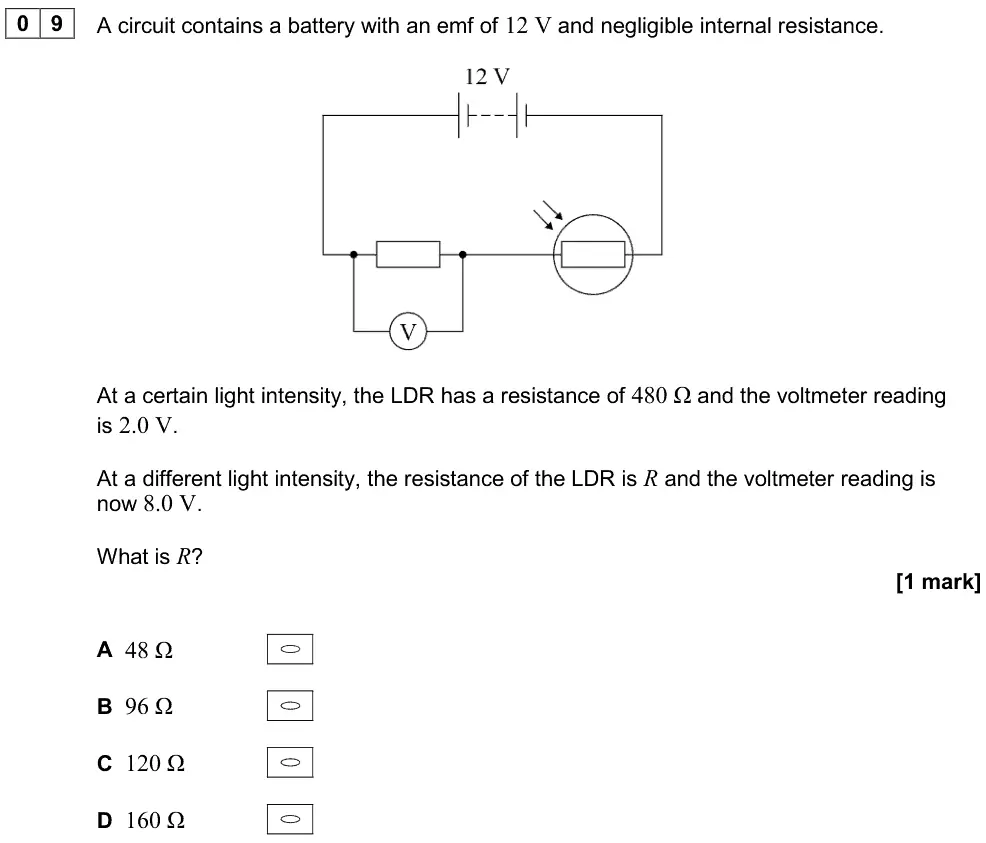 0 9 A circuit contains a battery with an emf of 12 V and negligible internal resistance.
12 V
V
At a certain light intensity, the LDR has a resistance of 480 Ω and the voltmeter reading
is 2.0 V.
At a different light intensity, the resistance of the LDR is R and the voltmeter reading is
now 8.0 V.
What is R?
[1 mark]
A 48 Ω
B 96 Ω
C 120 Ω
D 160 Ω